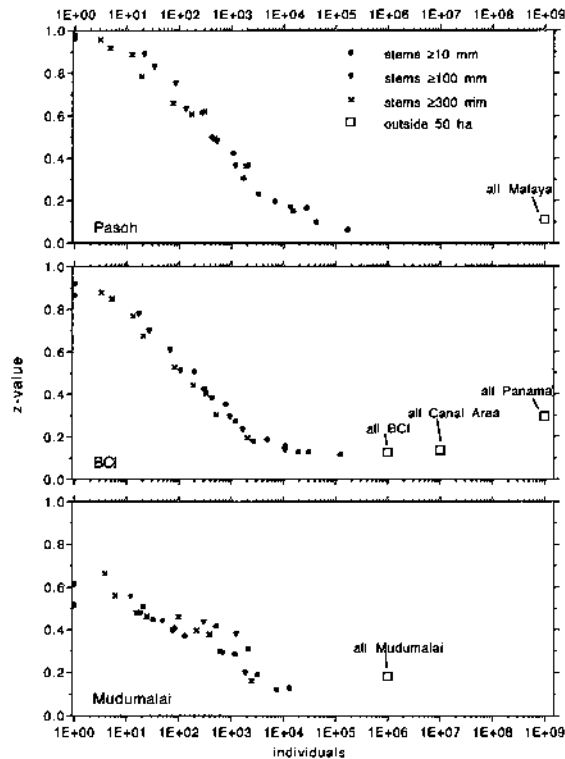 1E+00 1E+01 1E+02 1E+03 1E+04 1E+05 1E+06 1E+07 1E+08 1E+09
1.0
0.8
0.6
0.4
0.2
0.0
stems ≥10 mm
stems ≥100 mm
stems ≥300 mm
outside 50 ha
all Malaya
Pasoh
1.0
0.8
0.6
0.4
0.2
0.0
z-value
all BCI
all Canal Area
all Panama
BCI
1.0
0.8
0.6
0.4
0.2
0.0
all Mudumalai
Mudumalai
1E+00 1E+01 1E+02 1E+03 1E+04 1E+05 1E+06 1E+07 1E+08 1E+09
individuals